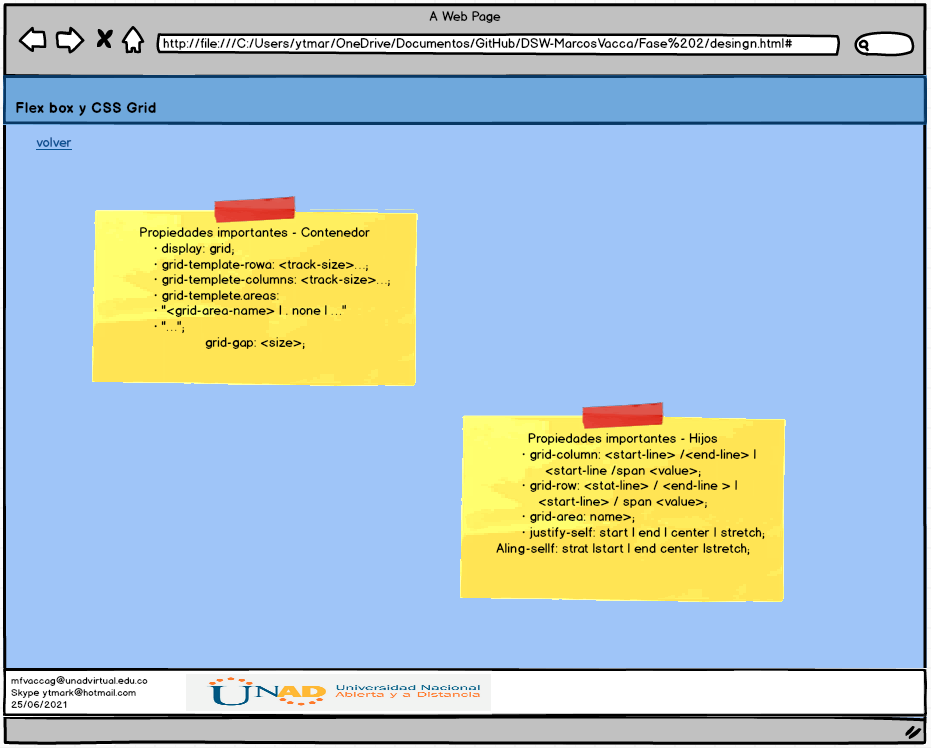 A Web Page
http://file:///C:/Users/ytmar/OneDrive/Documentos/GitHub/DSW-MarcosVacca/Fase%202/desingn.html#
Flex box y CSS Grid
volver
Propiedades importantes - Contenedor
· display: grid;
· grid-template-rowa: <track-size>...;
· grid-templete-columns: <track-size>...;
· grid-templete.areas:
· "<grid-area-name> | . none | ..."
· "...";
grid-gap: <size>;
Propiedades importantes - Hijos
· grid-column: <start-line> /<end-line> |
<start-line /span <value>;
· grid-row: <stat-line> / <end-line > |
<start-line> / span <value>;
· grid-area: name>;
· justify-self: start | end | center | stretch;
Aling-sellf: strat |start | end center |stretch;
mfvaccag@unadvirtual.edu.co
Skype ytmark@hotmail.com
25/06/2021
UNAD Universidad Nacional
Abierta y a Distancia